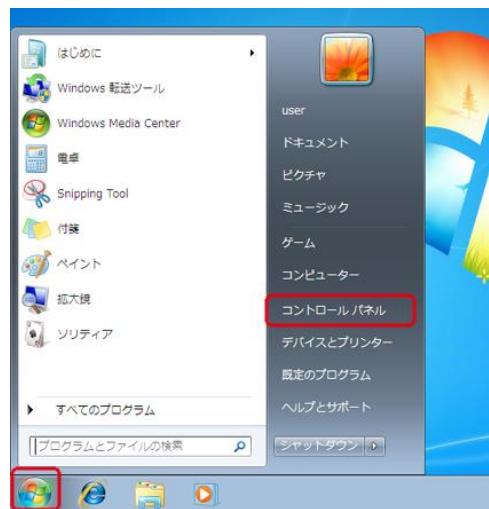 はじめに
Windows 転送ツール
Windows Media Center
電卓
Snipping Tool
付箋
ペイント
拡大鏡
ソリティア
すべてのプログラム
プログラムとファイルの検索
user
ドキュメント
ピクチャ
ミュージック
ゲーム
コンピューター
コントロール パネル
デバイスとプリンター
既定のプログラム
ヘルプとサポート
シャットダウン